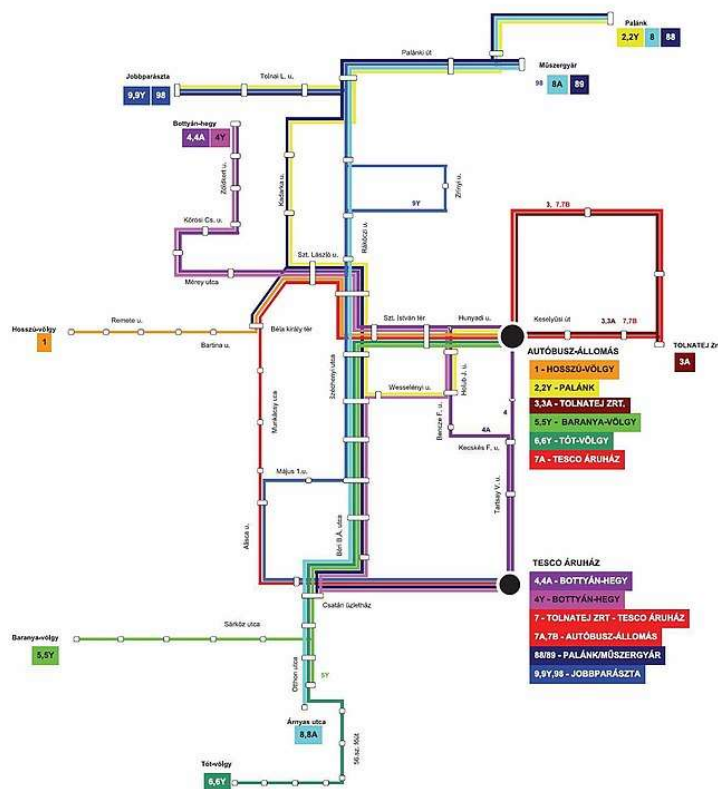 Palánk
2,2Y 8 88
Palánki út
Műszergyár
98 8A 89
Jobbparászta
9,9Y 98
Tolnai L. u.
Bottyán-hegy
4,4A 4Y
Zöldkert u.
Kadarka u.
Zrínyi u.
9Y
Rákóczi u.
Kőrösi Cs. u.
Mérey utca
Szt. László u.
3, 7,7B
Szt. István tér
Hunyadi u.
Keselyűsi út
3,3A 7,7B
TOLNATEJ Zr
3A
Remete u.
Hosszú-völgy
1
Bartina u.
Béla király tér
Széchenyi utca
Munkácsy uca
Wesselényi u.
Holub J. u.
Bencze F. u.
4
4A
Kecskés F. u.
Tartsay V. u.
AUTÓBUSZ-ÁLLOMÁS
1 - HOSSZÚ-VÖLGY
2,2Y - PALÁNK
3,3A - TOLNATEJ ZRT.
5,5Y - BARANYA-VÖLGY
6,6Y - TÓT-VÖLGY
7A - TESCO ÁRUHÁZ
Május 1.u.
Alisca u.
Béri B.Á. utca
Csatán üzletház
TESCO ÁRUHÁZ
4,4A - BOTTYÁN-HEGY
4Y - BOTTYÁN-HEGY
7 - TOLNATEJ ZRT - TESCO ÁRUHÁZ
7A,7B - AUTÓBUSZ-ÁLLOMÁS
88/89 - PALÁNK/MŰSZERGYÁR
9,9Y,98 - JOBBPARÁSZTA
Sárköz utca
Baranya-völgy
5,5Y
Otthon utca
5Y
Árnyas utca
8,8A
56.sz. főút
Tót-völgy
6,6Y